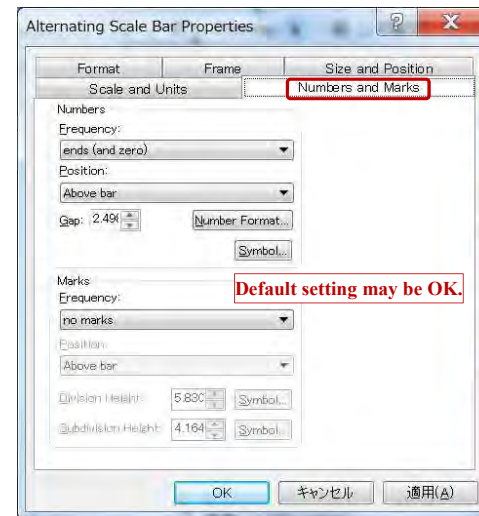 Alternating Scale Bar Properties
Format Frame Size and Position
Scale and Units Numbers and Marks
Numbers
Frequency:
ends (and zero)
Position:
Above bar
Gap: 2.496 Number Format...
Symbol...
Marks
Default setting may be OK.
Frequency:
no marks
Position:
Above bar
Division Height: 5.830 Symbol...
Subdivision Height: 4.164 Symbol...
OK キャンセル 適用(A)